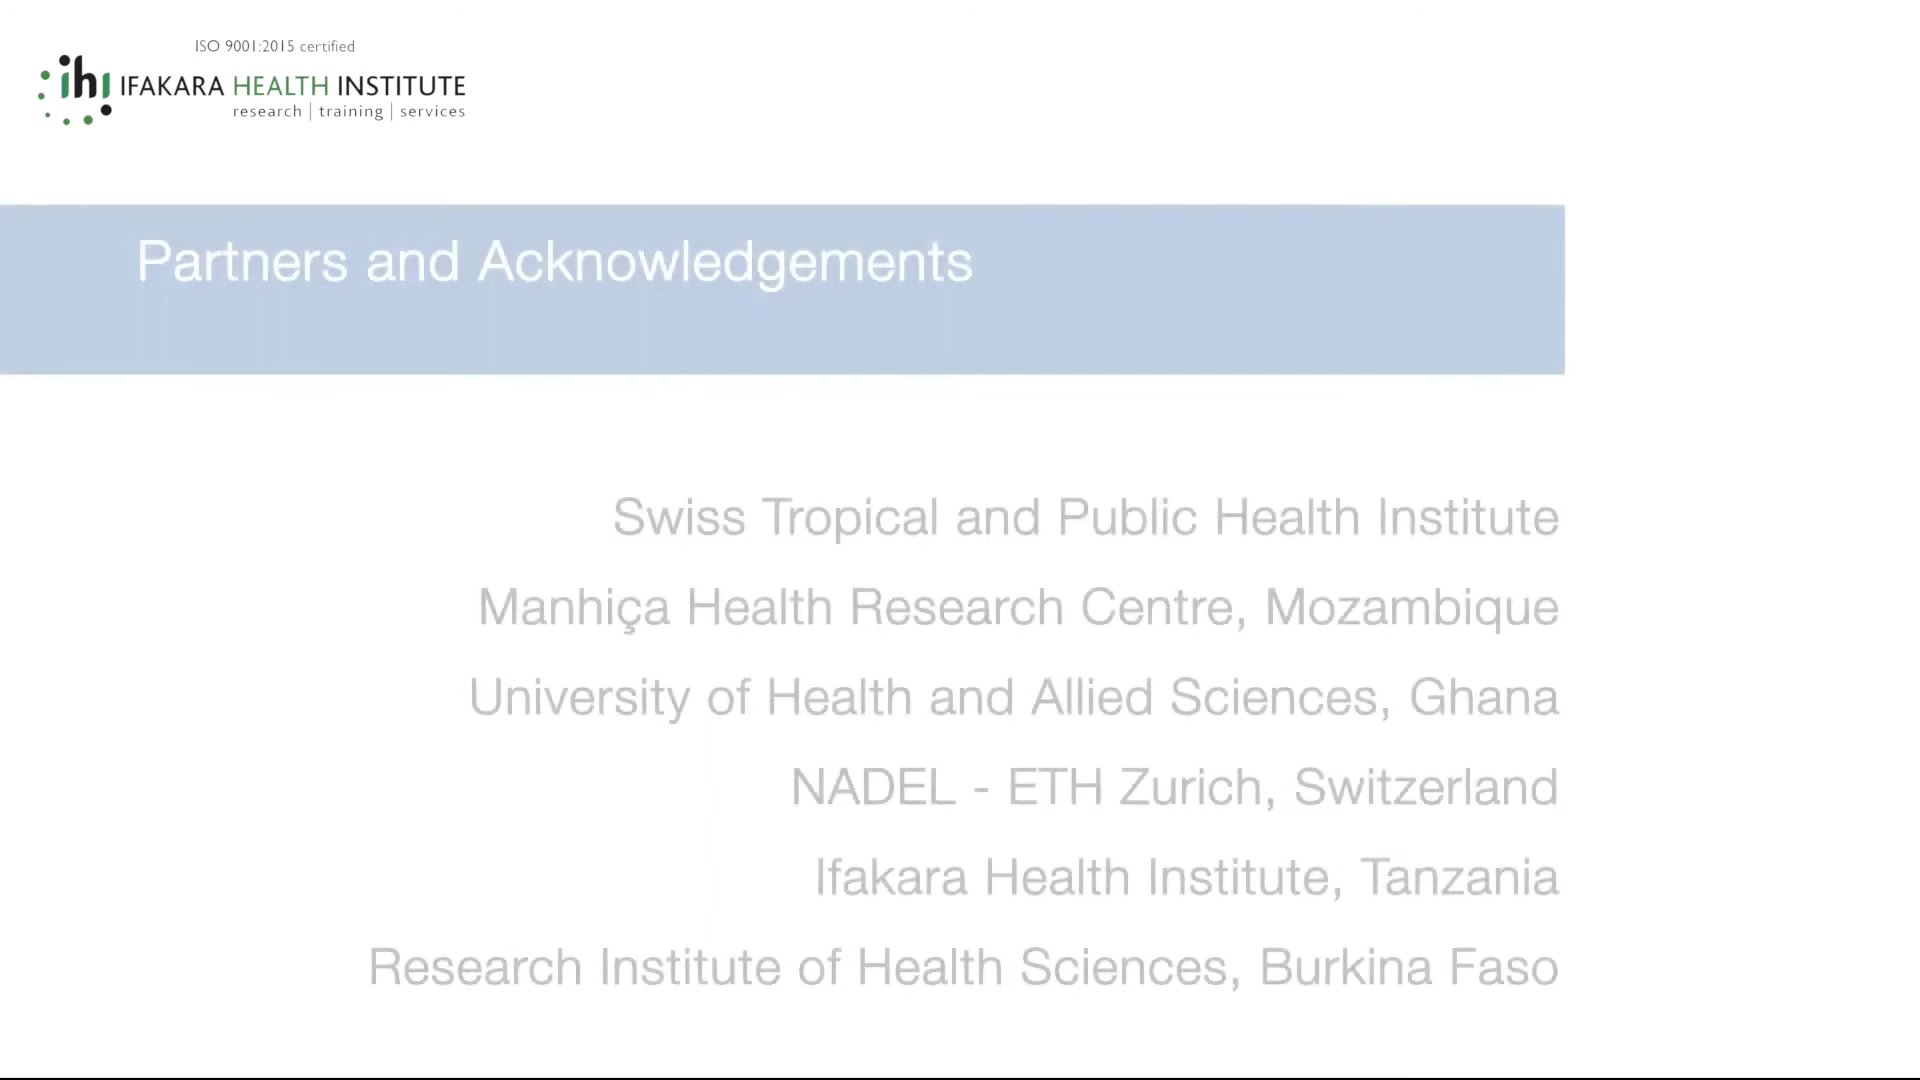 ISO 9001:2015 certified
ihi IFAKARA HEALTH INSTITUTE
research | training | services
Partners and Acknowledgements
Swiss Tropical and Public Health Institute
Manhiça Health Research Centre, Mozambique
University of Health and Allied Sciences, Ghana
NADEL - ETH Zurich, Switzerland
Ifakara Health Institute, Tanzania
Research Institute of Health Sciences, Burkina Faso